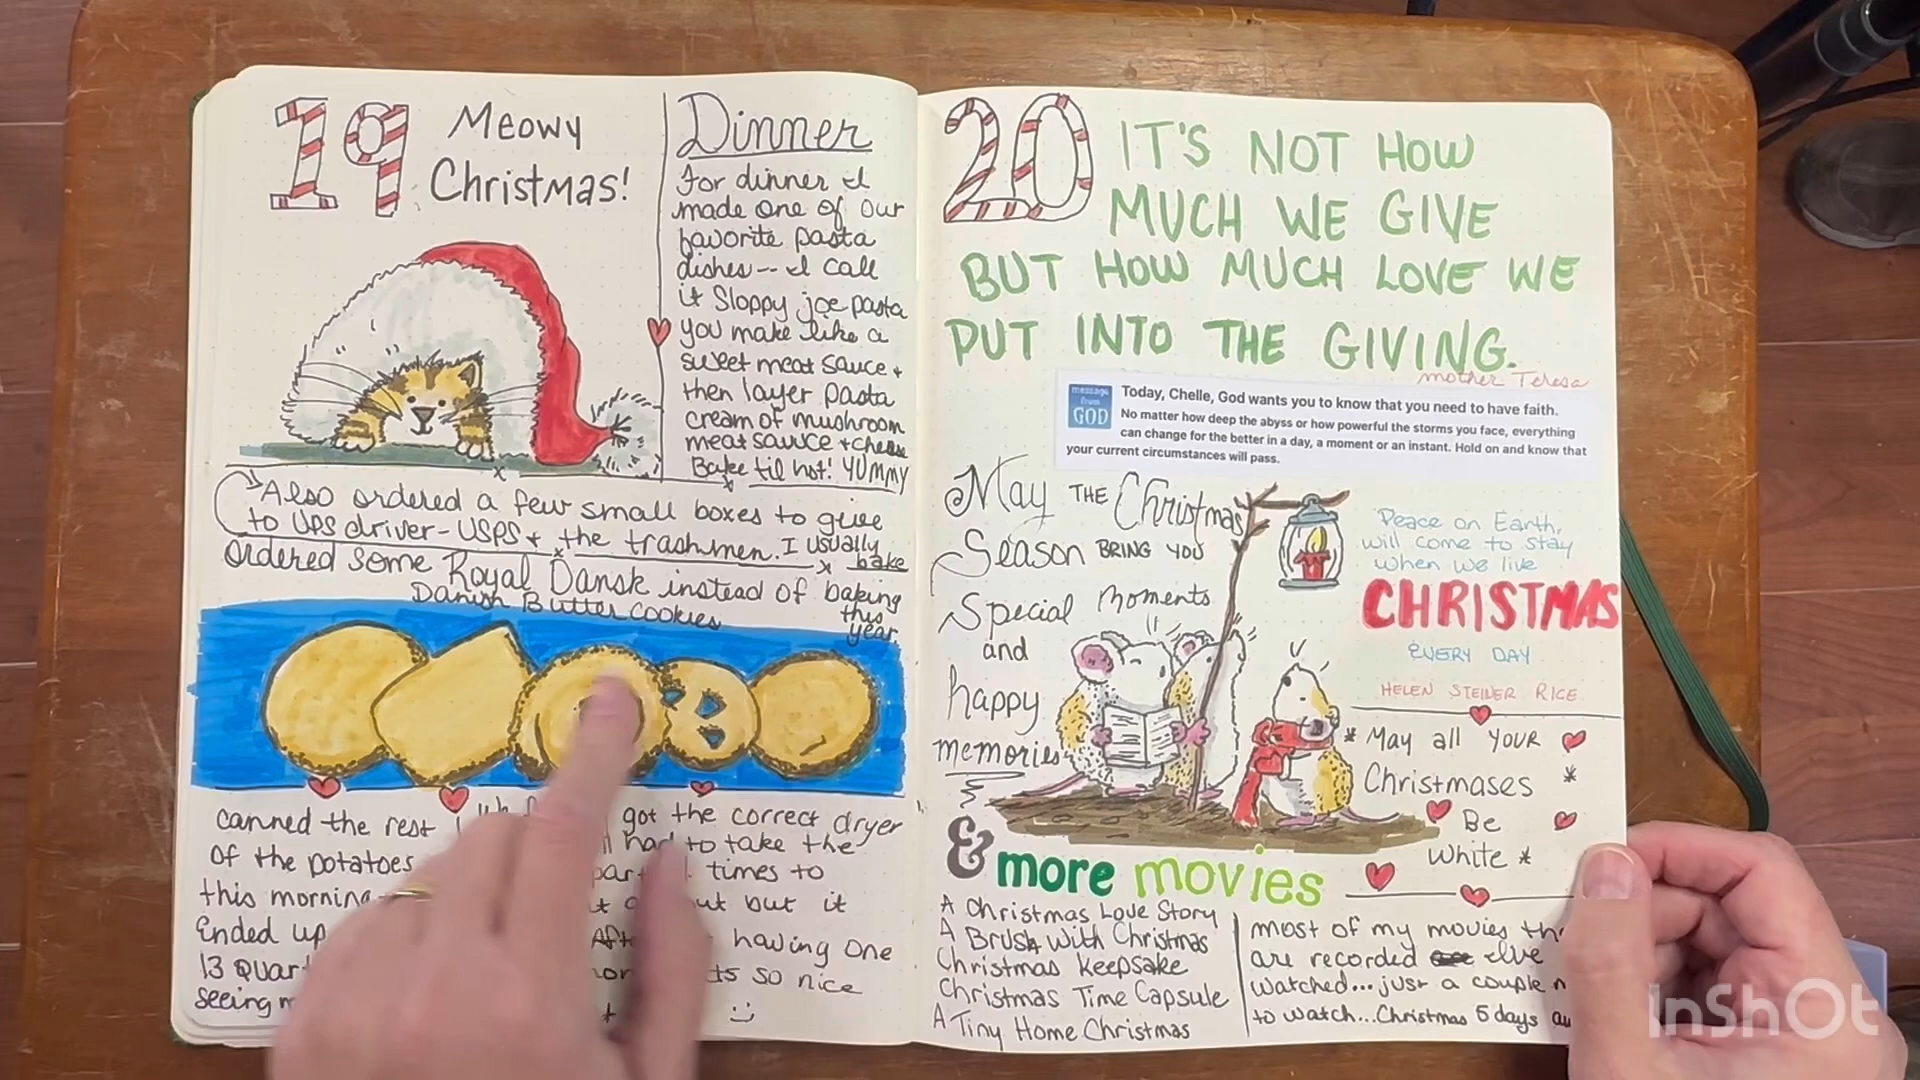 19
Meowy
Christmas!
Dinner
For dinner I
made one of our
favorite pasta
dishes -- I call
it Sloppy joe pasta
you make like a
sweet meat sauce +
then layer pasta
cream of mushroom
meat sauce + cheese
Bake til hot! YUMMY
Also ordered a few small boxes to give
to UPS driver - USPS + the trashmen. I usually
bake
ordered some Royal Dansk instead of baking
Danish Butter Cookies
this
year.
canned the rest
of the potatoes
this morning
Ended up
13 Quar
seeing
got the correct dryer
had to take the
times to
but it
having one
so nice
20
IT'S NOT HOW
MUCH WE GIVE
BUT HOW MUCH LOVE WE
PUT INTO THE GIVING.
mother Teresa
message
from
GOD
Today, Chelle, God wants you to know that you need to have faith.
No matter how deep the abyss or how powerful the storms you face, everything
can change for the better in a day, a moment or an instant. Hold on and know that
your current circumstances will pass.
May THE Christmas
Season BRING YOU
Special Moments
and
happy
memories
Peace on Earth,
will come to stay
when we live
CHRISTMAS
EVERY DAY
HELEN STEINER RICE
* May all YOUR
Christmases *
Be
White *
& more movies
A Christmas Love Story
A Brush With Christmas
Christmas Keepsake
Christmas Time Capsule
A Tiny Home Christmas
most of my movies th
are recorded I've
watched... just a couple
to watch... Christmas 5 days
InShOt